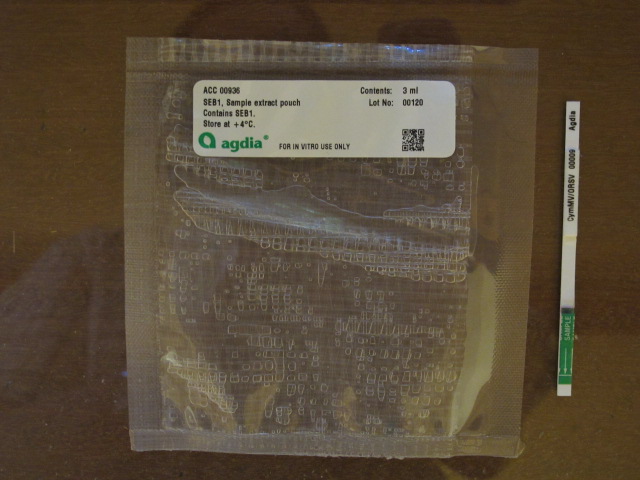 ACC 00936
SEB1, Sample extract pouch
Contains SEB1.
Store at +4°C.
Contents: 3 ml
Lot No: 00120
agdia®
FOR IN VITRO USE ONLY
CymMV/ORSV 00009 Agdia
SAMPLE